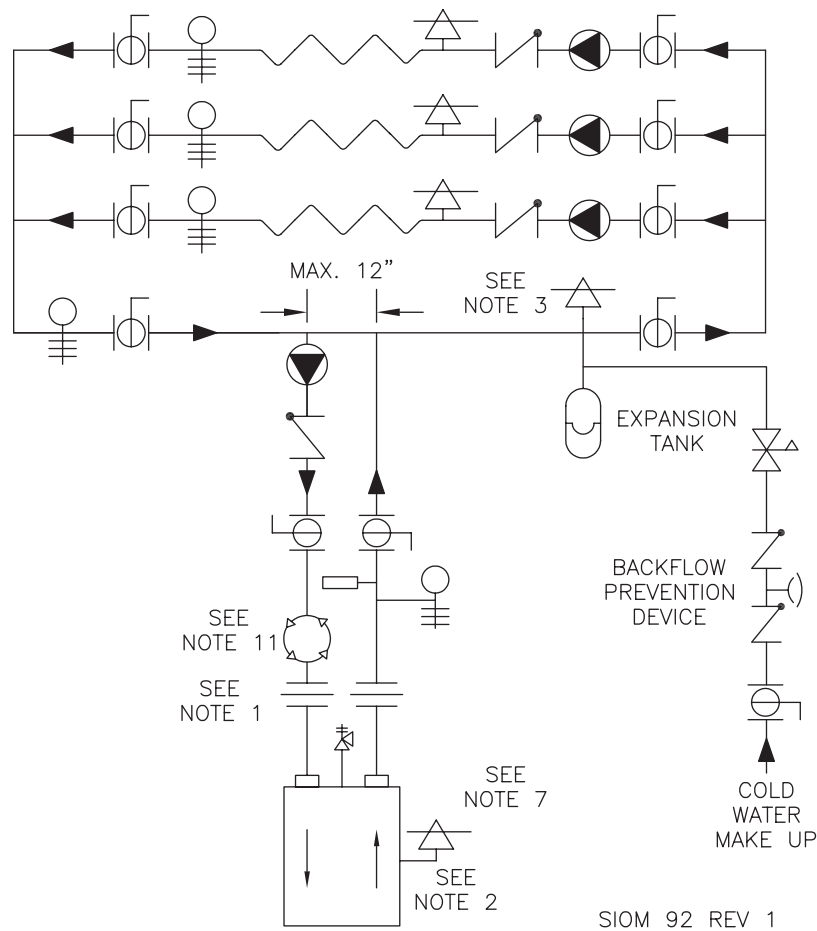 MAX. 12”
SEE
NOTE 3
EXPANSION
TANK
BACKFLOW
PREVENTION
DEVICE
SEE
NOTE 11
SEE
NOTE 1
SEE
NOTE 7
SEE
NOTE 2
COLD
WATER
MAKE UP
SIOM 92 REV 1